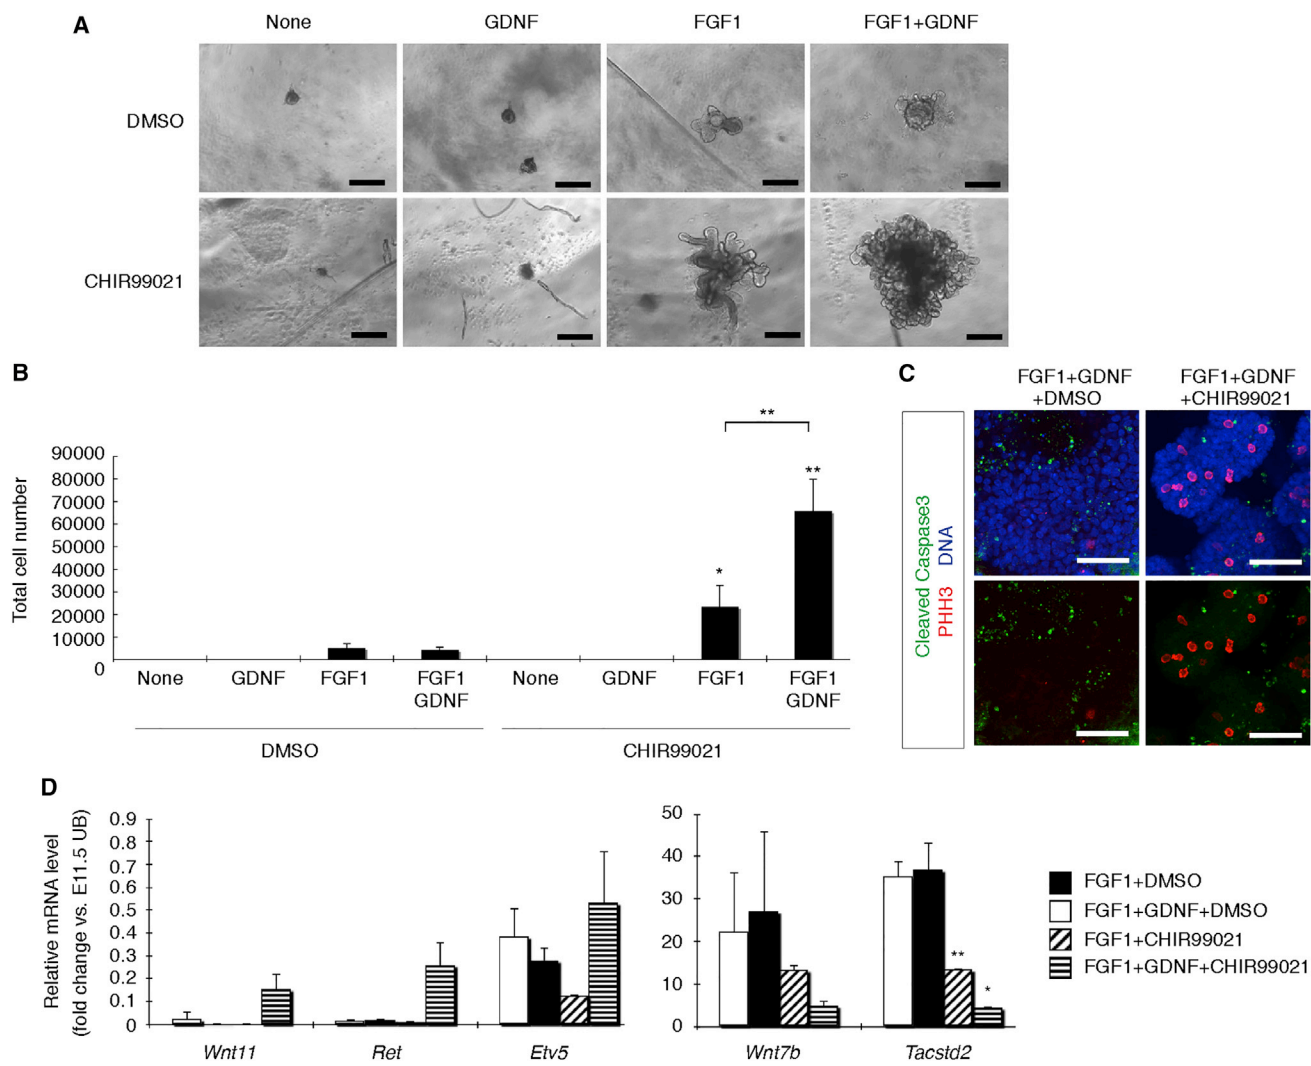 A
None GDNF FGF1 FGF1+GDNF
DMSO
CHIR99021
B
**
90000
80000
70000
60000
50000
40000
30000
20000
10000
0
Total cell number
*
**
None GDNF FGF1 FGF1 None GDNF FGF1 FGF1
GDNF GDNF
DMSO CHIR99021
C
FGF1+GDNF FGF1+GDNF
+DMSO +CHIR99021
Cleaved Caspase3
PHH3 DNA
D
Relative mRNA level
(fold change vs. E11.5 UB)
0.9
0.8
0.7
0.6
0.5
0.4
0.3
0.2
0.1
0
Wnt11 Ret Etv5
50
40
30
20
10
0
**
*
Wnt7b Tacstd2
FGF1+DMSO
FGF1+GDNF+DMSO
FGF1+CHIR99021
FGF1+GDNF+CHIR99021